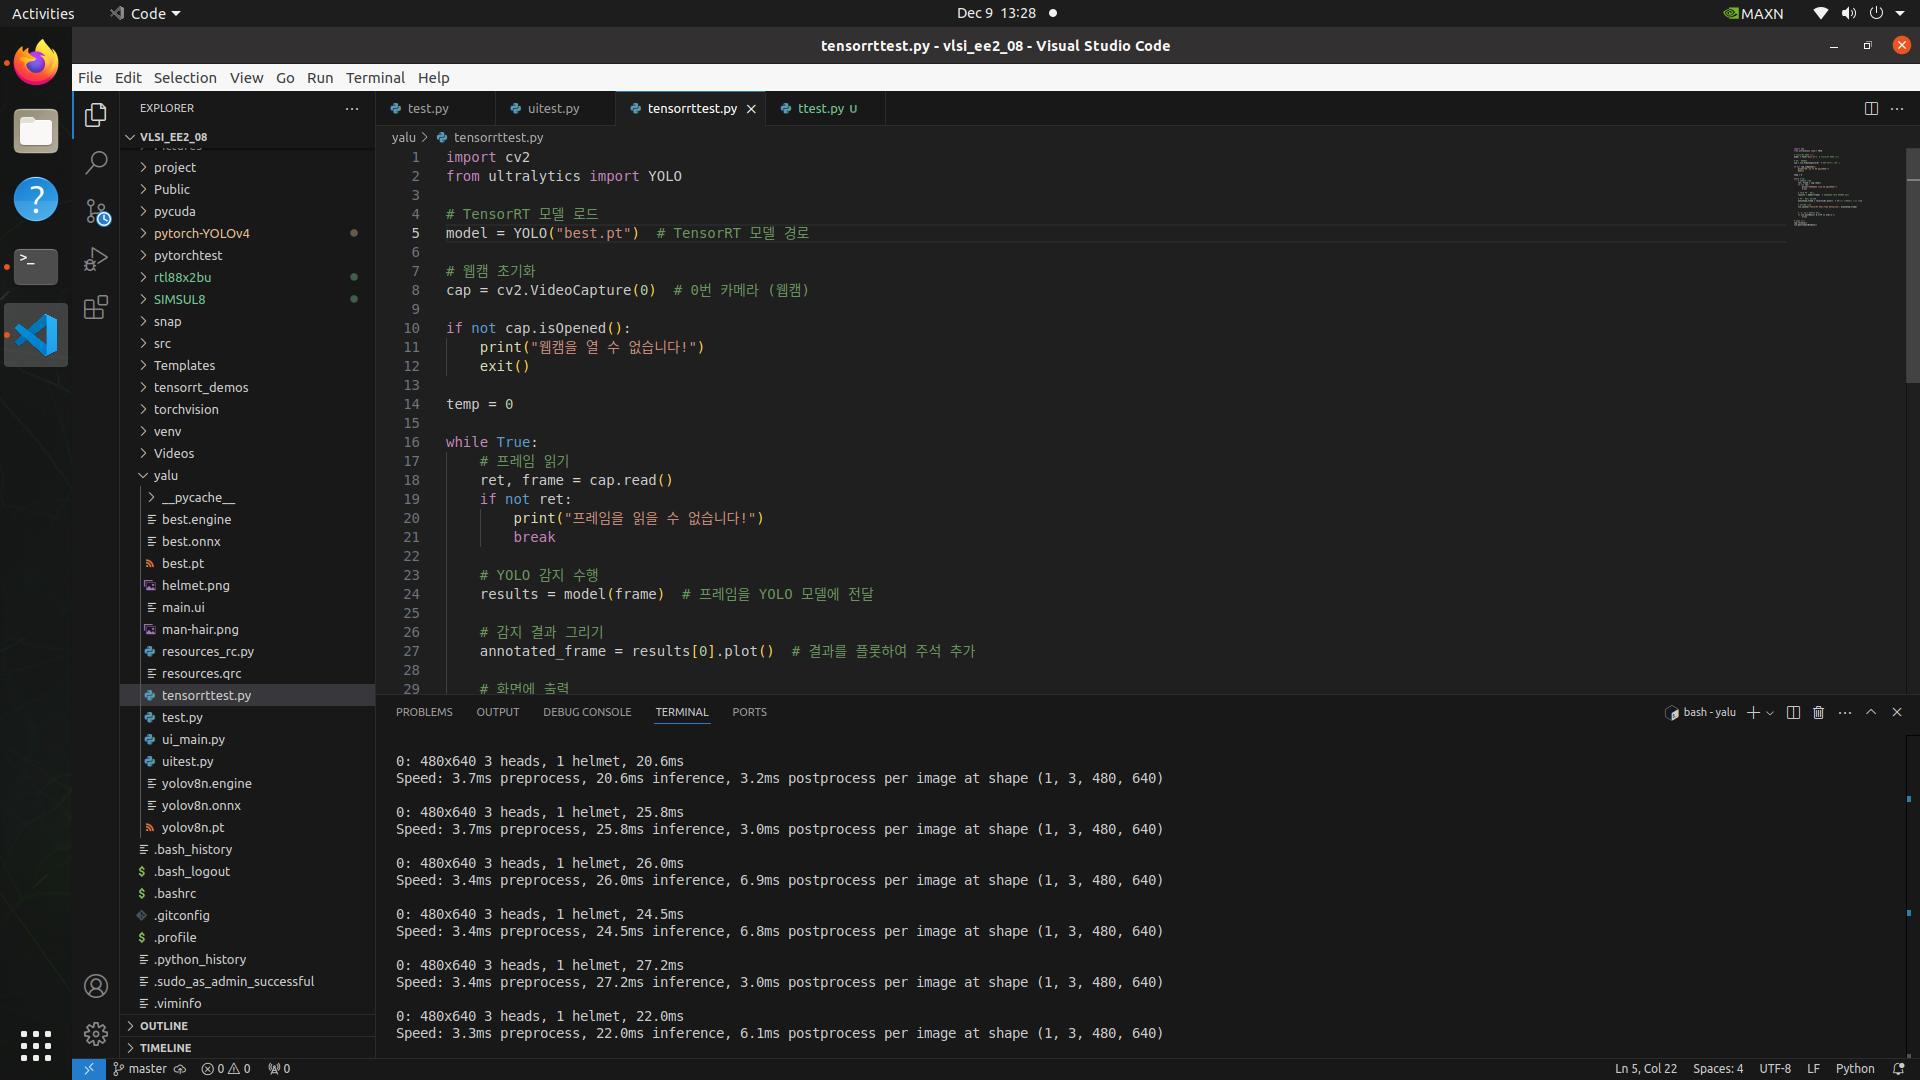 Activities
Code
Dec 9 13:28
MAXN
tensorrttest.py - vlsi_ee2_08 - Visual Studio Code
File Edit Selection View Go Run Terminal Help
EXPLORER
VLSI_EE2_08
Pictures
project
Public
pycuda
pytorch-YOLOv4
pytorchtest
rtl88x2bu
SIMSUL8
snap
src
Templates
tensorrt_demos
torchvision
venv
Videos
yalu
__pycache__
best.engine
best.onnx
best.pt
helmet.png
main.ui
man-hair.png
resources_rc.py
resources.qrc
tensorrttest.py
test.py
ui_main.py
uitest.py
yolov8n.engine
yolov8n.onnx
yolov8n.pt
.bash_history
.bash_logout
.bashrc
.gitconfig
.profile
.python_history
.sudo_as_admin_successful
.viminfo
OUTLINE
TIMELINE
test.py uitest.py tensorrttest.py ttest.py U
yalu > tensorrttest.py
1 import cv2
2 from ultralytics import YOLO
3
4 # TensorRT 모델 로드
5 model = YOLO("best.pt")  # TensorRT 모델 경로
6
7 # 웹캠 초기화
8 cap = cv2.VideoCapture(0)  # 0번 카메라 (웹캠)
9
10 if not cap.isOpened():
11     print("웹캠을 열 수 없습니다!")
12     exit()
13
14 temp = 0
15
16 while True:
17     # 프레임 읽기
18     ret, frame = cap.read()
19     if not ret:
20         print("프레임을 읽을 수 없습니다!")
21         break
22
23     # YOLO 감지 수행
24     results = model(frame)  # 프레임을 YOLO 모델에 전달
25
26     # 감지 결과 그리기
27     annotated_frame = results[0].plot()  # 결과를 플롯하여 주석 추가
28
29     # 화면에 출력
PROBLEMS OUTPUT DEBUG CONSOLE TERMINAL PORTS
bash - yalu
0: 480x640 3 heads, 1 helmet, 20.6ms
Speed: 3.7ms preprocess, 20.6ms inference, 3.2ms postprocess per image at shape (1, 3, 480, 640)
0: 480x640 3 heads, 1 helmet, 25.8ms
Speed: 3.7ms preprocess, 25.8ms inference, 3.0ms postprocess per image at shape (1, 3, 480, 640)
0: 480x640 3 heads, 1 helmet, 26.0ms
Speed: 3.4ms preprocess, 26.0ms inference, 6.9ms postprocess per image at shape (1, 3, 480, 640)
0: 480x640 3 heads, 1 helmet, 24.5ms
Speed: 3.4ms preprocess, 24.5ms inference, 6.8ms postprocess per image at shape (1, 3, 480, 640)
0: 480x640 3 heads, 1 helmet, 27.2ms
Speed: 3.4ms preprocess, 27.2ms inference, 3.0ms postprocess per image at shape (1, 3, 480, 640)
0: 480x640 3 heads, 1 helmet, 22.0ms
Speed: 3.3ms preprocess, 22.0ms inference, 6.1ms postprocess per image at shape (1, 3, 480, 640)
master 0 0 0
Ln 5, Col 22 Spaces: 4 UTF-8 LF Python